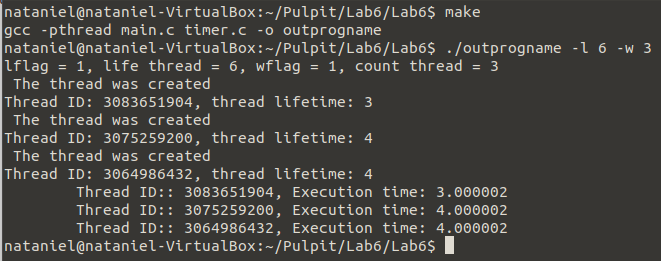 nataniel@nataniel-VirtualBox:~/Pulpit/Lab6/Lab6$ make
gcc -pthread main.c timer.c -o outprogname
nataniel@nataniel-VirtualBox:~/Pulpit/Lab6/Lab6$ ./outprogname -l 6 -w 3
lflag = 1, life thread = 6, wflag = 1, count thread = 3
 The thread was created
Thread ID: 3083651904, thread lifetime: 3
 The thread was created
Thread ID: 3075259200, thread lifetime: 4
 The thread was created
Thread ID: 3064986432, thread lifetime: 4
        Thread ID:: 3083651904, Execution time: 3.000002
        Thread ID:: 3075259200, Execution time: 4.000002
        Thread ID:: 3064986432, Execution time: 4.000002
nataniel@nataniel-VirtualBox:~/Pulpit/Lab6/Lab6$